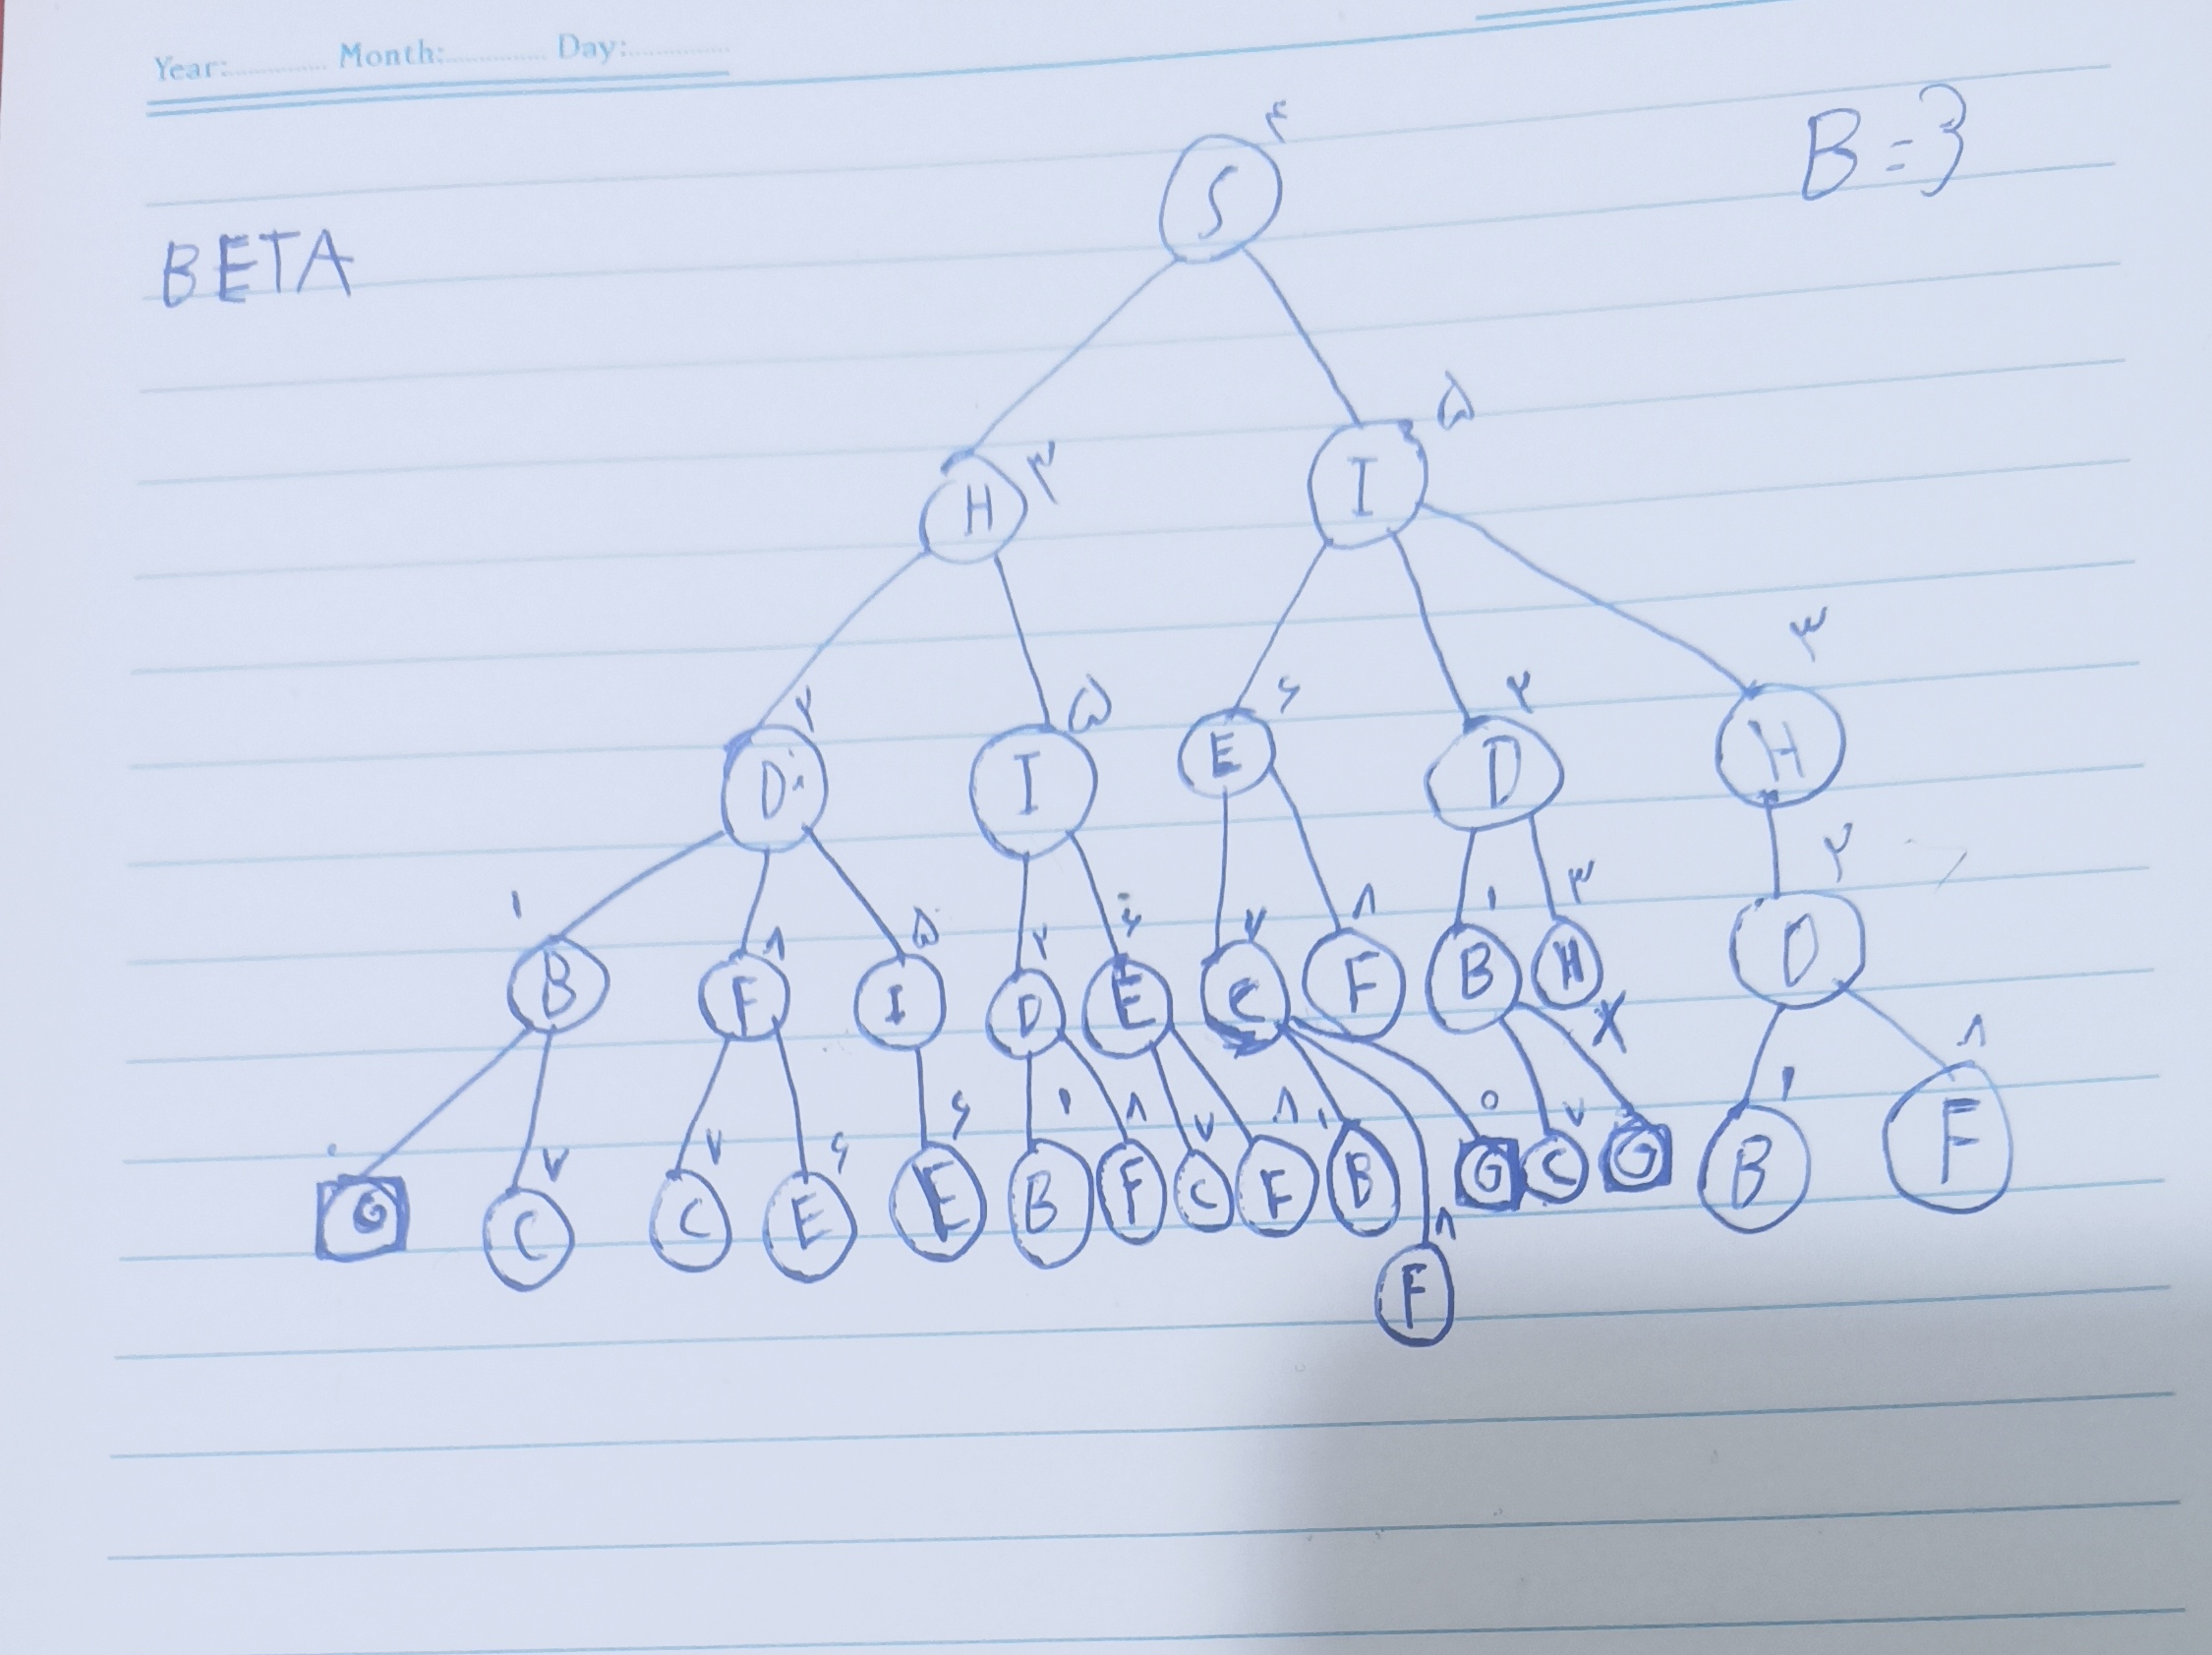 Year:............ Month:............ Day:............
B=3
BETA
۴
S
۳ ۵
H I
۲ ۵ ۶ ۲ ۳
D I E D H
۱ ۸ ۵ ۲ ۶ ۷ ۸ ۱ ۳ ۲
B F I D E C F B H D
X
۰ ۷ ۷ ۶ ۶ ۱ ۸ ۷ ۸ ۱ ۰ ۷ ۱ ۸
G C C E E B F C F B G C G B F
۸
F